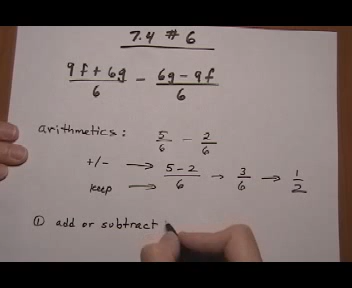 7.4 # 6
9f + 6g / 6 − 6g − 9f / 6
arithmetics: 5/6 − 2/6
+/− → 5 − 2 / 6 → 3/6 → 1/2
keep →
① add or subtract